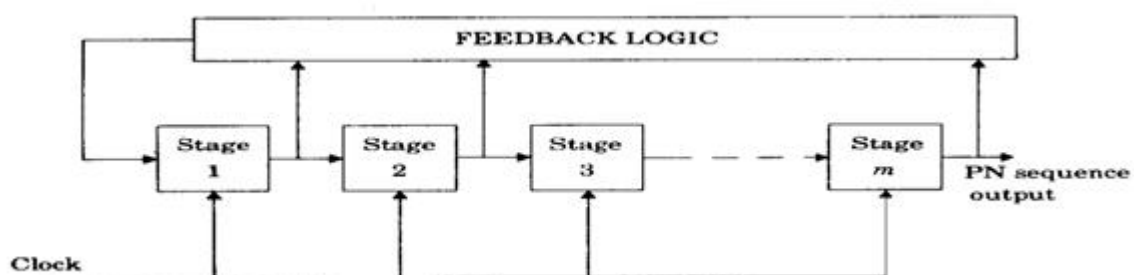 FEEDBACK LOGIC
Stage
1
Stage
2
Stage
3
Stage
m
PN sequence
output
Clock